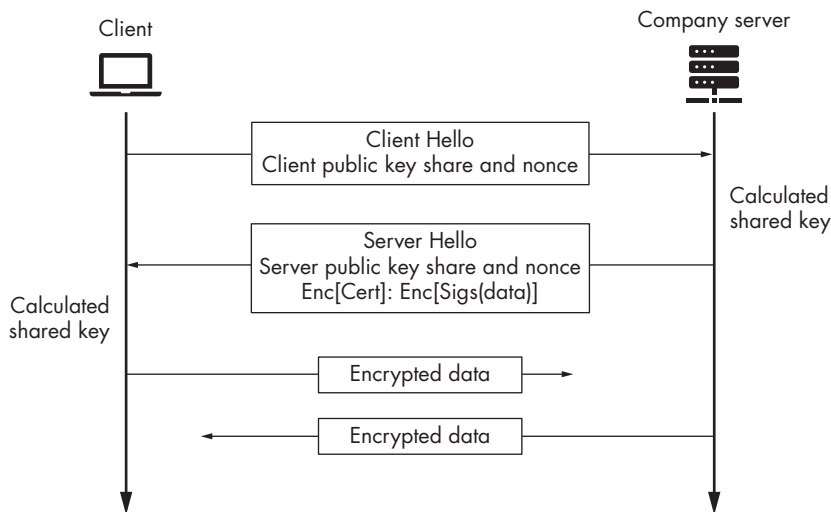 Client
Company server
Client Hello
Client public key share and nonce
Calculated
shared key
Server Hello
Server public key share and nonce
Enc[Cert]: Enc[Sigs(data)]
Calculated
shared key
Encrypted data
Encrypted data